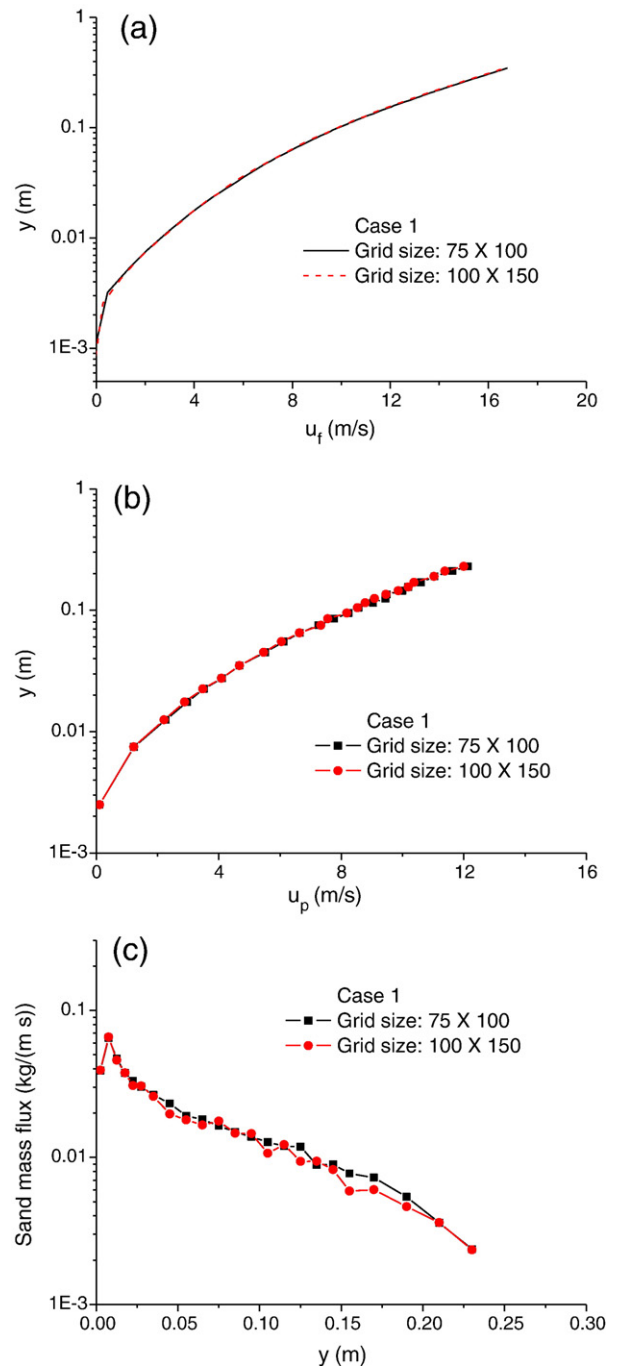 (a)
1
0.1
0.01
1E-3
y (m)
Case 1
Grid size: 75 X 100
Grid size: 100 X 150
0 4 8 12 16 20
u_f (m/s)
(b)
1
0.1
0.01
1E-3
y (m)
Case 1
Grid size: 75 X 100
Grid size: 100 X 150
0 4 8 12 16
u_p (m/s)
(c)
0.1
0.01
1E-3
Sand mass flux (kg/(m s))
Case 1
Grid size: 75 X 100
Grid size: 100 X 150
0.00 0.05 0.10 0.15 0.20 0.25 0.30
y (m)